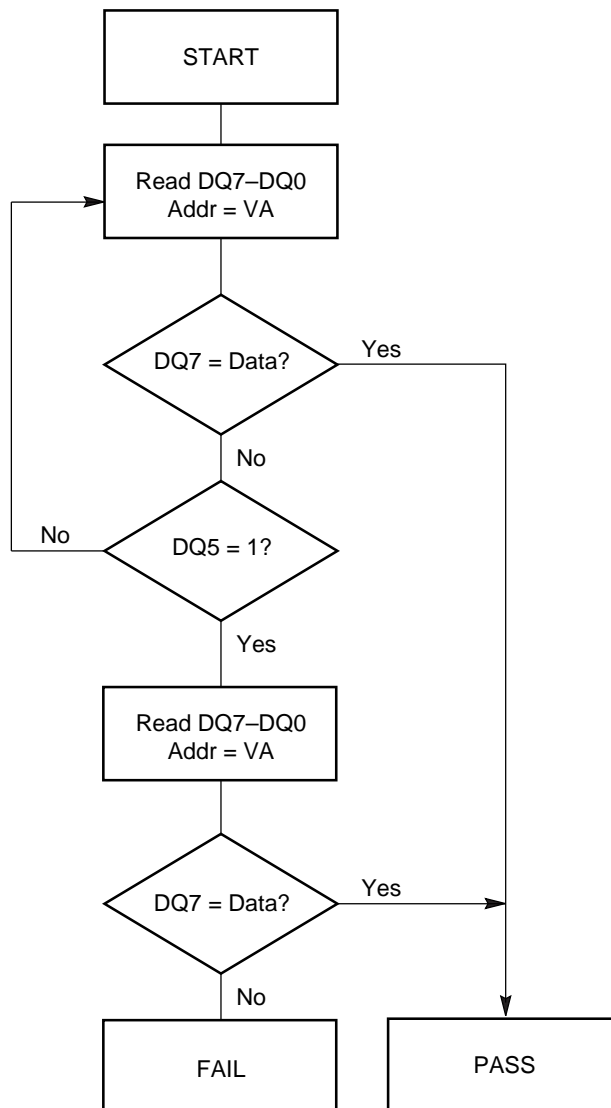 START
Read DQ7–DQ0
Addr = VA
DQ7 = Data?
Yes
No
No
DQ5 = 1?
Yes
Read DQ7–DQ0
Addr = VA
DQ7 = Data?
Yes
No
FAIL
PASS